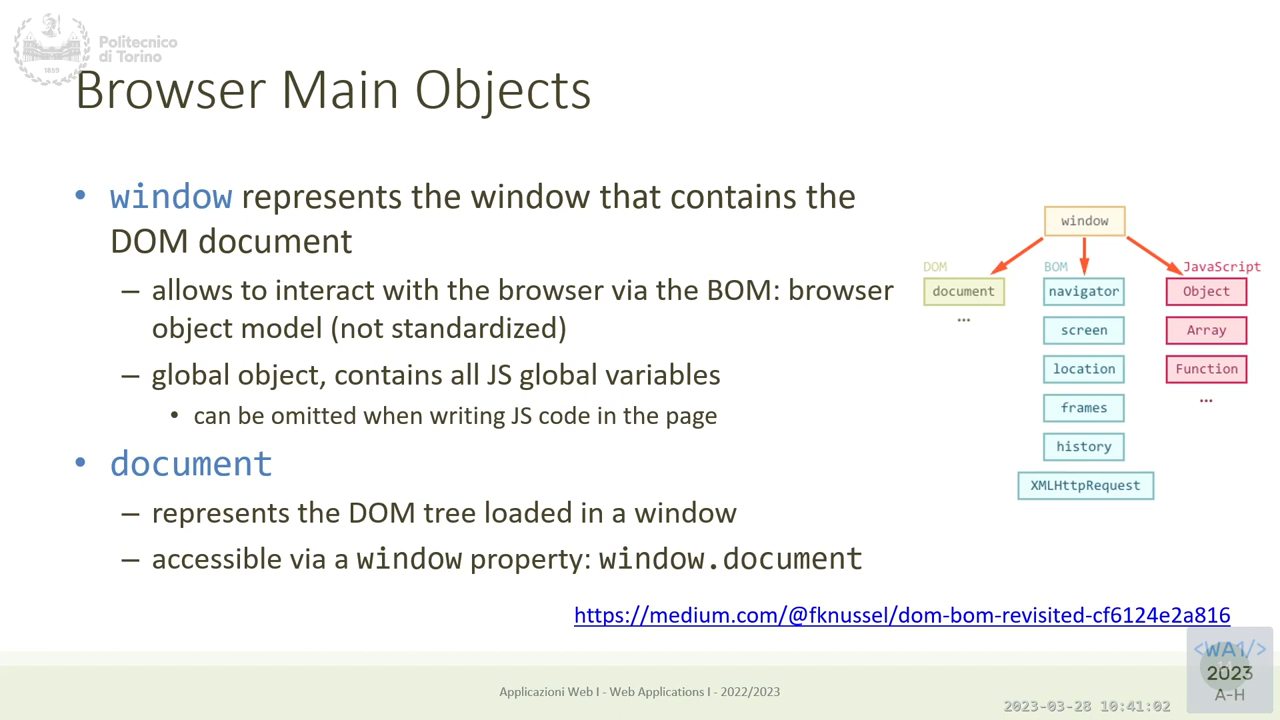 Politecnico
di Torino
1859
Browser Main Objects
• window represents the window that contains the
DOM document
– allows to interact with the browser via the BOM: browser
object model (not standardized)
– global object, contains all JS global variables
• can be omitted when writing JS code in the page
• document
– represents the DOM tree loaded in a window
– accessible via a window property: window.document
window
DOM
BOM
JavaScript
document
navigator
Object
...
screen
Array
location
Function
frames
...
history
XMLHttpRequest
https://medium.com/@fknussel/dom-bom-revisited-cf6124e2a816
<WA1/>
2023
A-H
Applicazioni Web I - Web Applications I - 2022/2023
2023-03-28 10:41:02